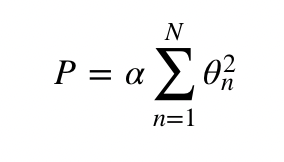 P = α ∑_{n=1}^{N} θ_n^2